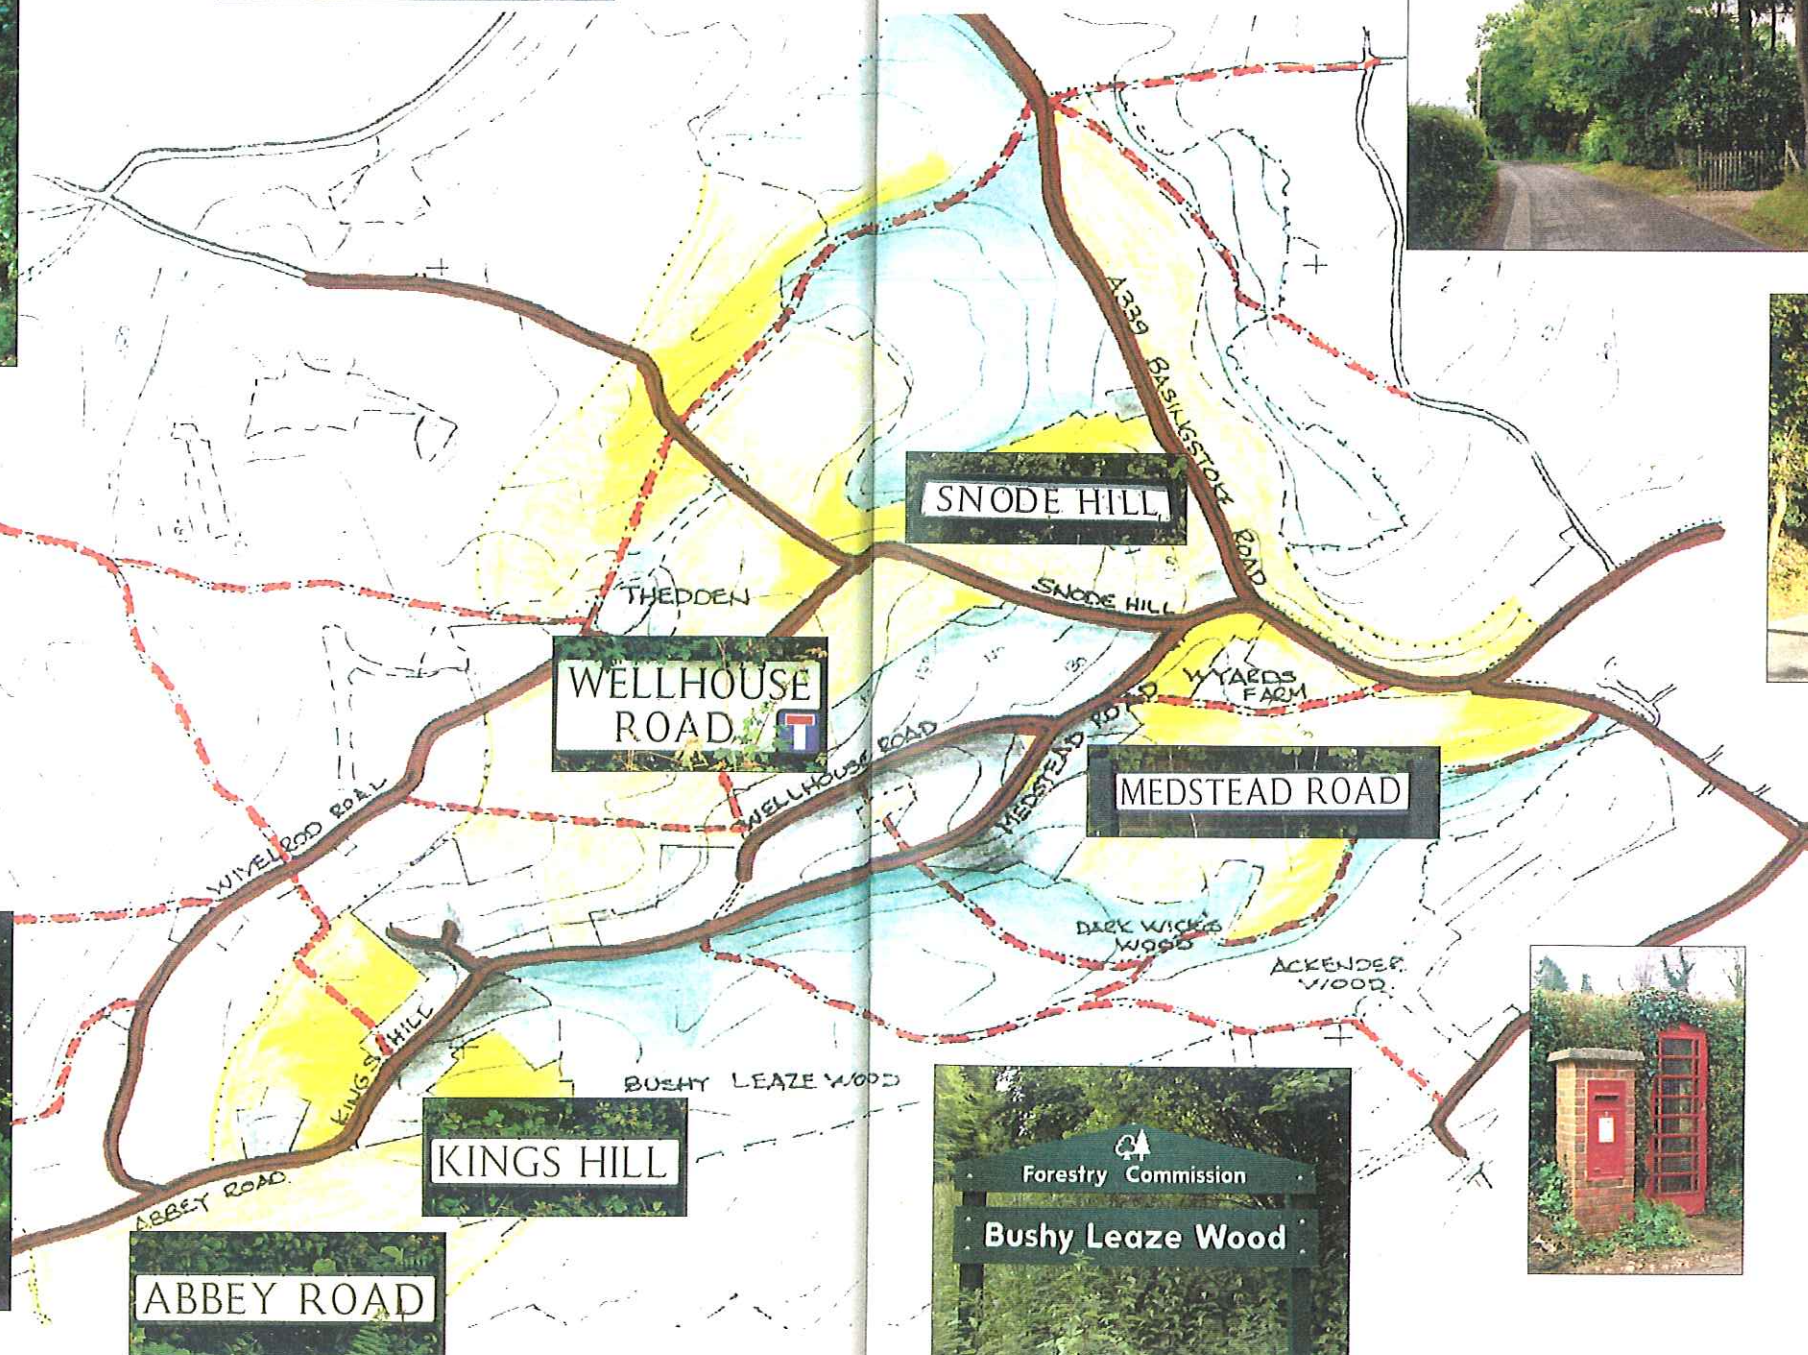 A339 BASINGSTOKE ROAD
SNODE HILL
SNODE HILL
THEDDEN
WELLHOUSE
ROAD
WYARDS
FARM
MEDSTEAD ROAD
WELLHOUSE ROAD
MEDSTEAD ROAD
WIVELROD ROAD
DARK WICK'S
WOOD
ACKENDER
WOOD.
KINGS HILL
BUSHY LEAZE WOOD
KINGS HILL
Forestry Commission
Bushy Leaze Wood
ABBEY ROAD.
ABBEY ROAD